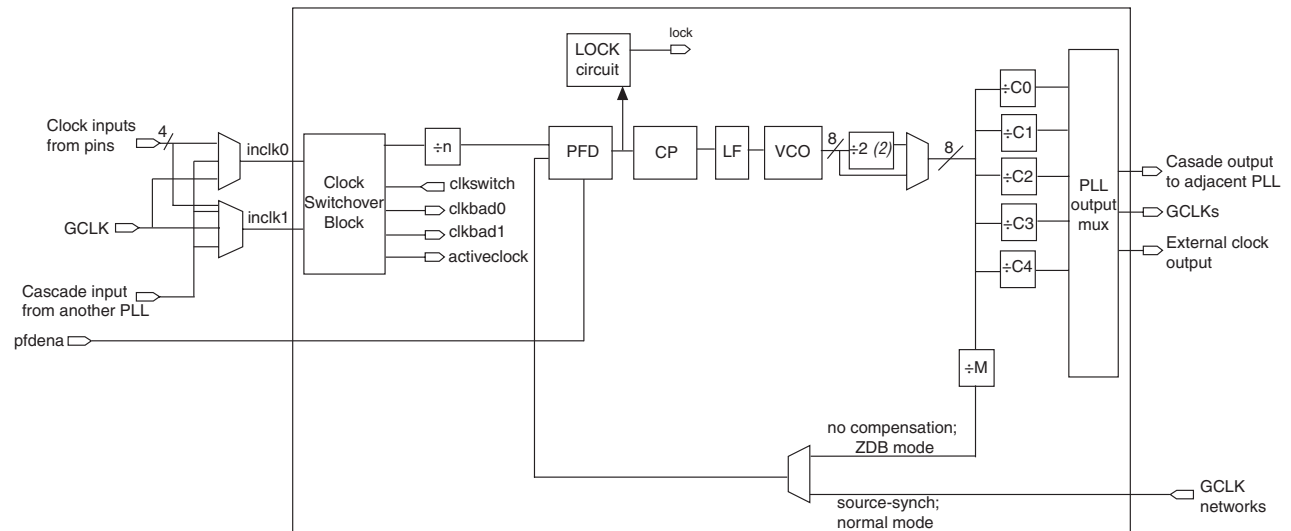 lock
LOCK
circuit
Clock inputs
from pins
4
inclk0
÷n
PFD
CP
LF
VCO
8
÷2 (2)
8
÷C0
÷C1
÷C2
÷C3
÷C4
PLL
output
mux
Casade output
to adjacent PLL
GCLKs
External clock
output
Clock
Switchover
Block
clkswitch
clkbad0
clkbad1
activeclock
inclk1
GCLK
Cascade input
from another PLL
pfdena
÷M
no compensation;
ZDB mode
source-synch;
normal mode
GCLK
networks